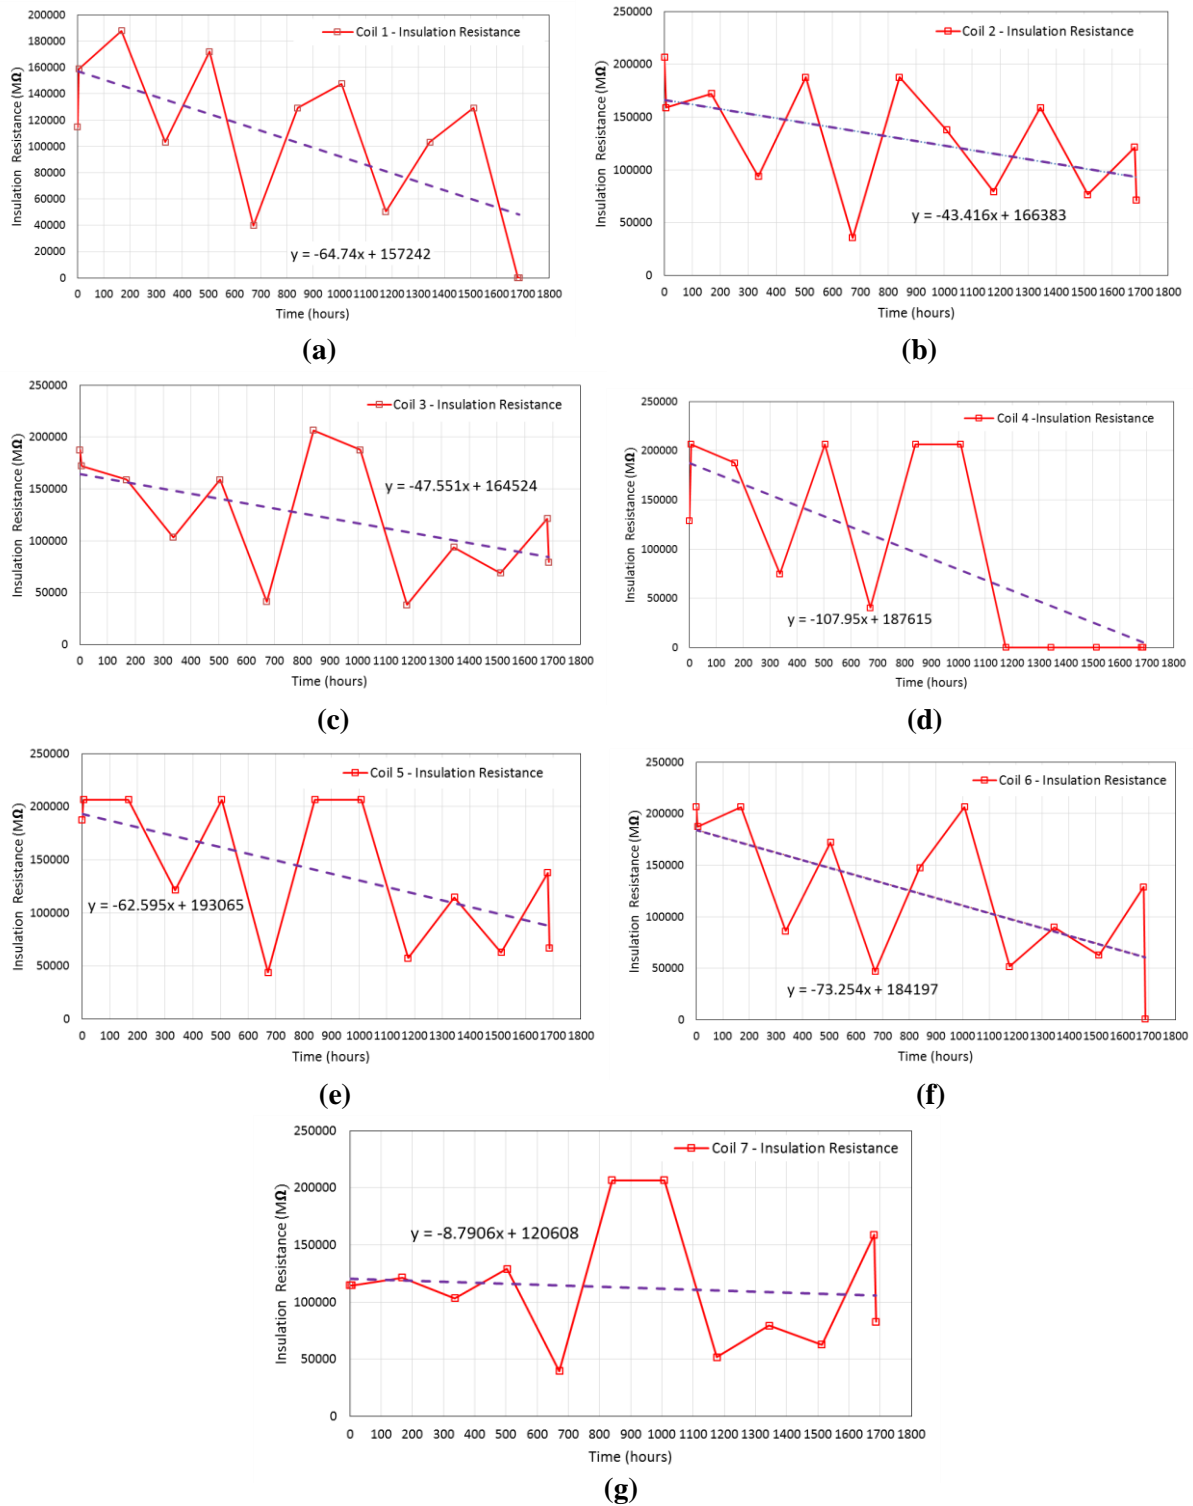 Coil 1 - Insulation Resistance
200000
180000
160000
140000
120000
100000
80000
60000
40000
20000
0
Insulation Resistance (MΩ)
y = -64.74x + 157242
0 100 200 300 400 500 600 700 800 900 1000 1100 1200 1300 1400 1500 1600 1700 1800
Time (hours)
(a)
Coil 2 - Insulation Resistance
250000
200000
150000
100000
50000
0
Insulation Resistance (MΩ)
y = -43.416x + 166383
0 100 200 300 400 500 600 700 800 900 1000 1100 1200 1300 1400 1500 1600 1700 1800
Time (hours)
(b)
Coil 3 - Insulation Resistance
250000
200000
150000
100000
50000
0
Insulation Resistance (MΩ)
y = -47.551x + 164524
0 100 200 300 400 500 600 700 800 900 1000 1100 1200 1300 1400 1500 1600 1700 1800
Time (hours)
(c)
Coil 4 -Insulation Resistance
250000
200000
150000
100000
50000
0
Insulation Resistance (MΩ)
y = -107.95x + 187615
0 100 200 300 400 500 600 700 800 900 1000 1100 1200 1300 1400 1500 1600 1700 1800
Time (hours)
(d)
Coil 5 - Insulation Resistance
250000
200000
150000
100000
50000
0
Insulation Resistance (MΩ)
y = -62.595x + 193065
0 100 200 300 400 500 600 700 800 900 1000 1100 1200 1300 1400 1500 1600 1700 1800
Time (hours)
(e)
Coil 6 - Insulation Resistance
250000
200000
150000
100000
50000
0
Insulation Resistance (MΩ)
y = -73.254x + 184197
0 100 200 300 400 500 600 700 800 900 1000 1100 1200 1300 1400 1500 1600 1700 1800
Time (hours)
(f)
Coil 7 - Insulation Resistance
250000
200000
150000
100000
50000
0
Insulation Resistance (MΩ)
y = -8.7906x + 120608
0 100 200 300 400 500 600 700 800 900 1000 1100 1200 1300 1400 1500 1600 1700 1800
Time (hours)
(g)